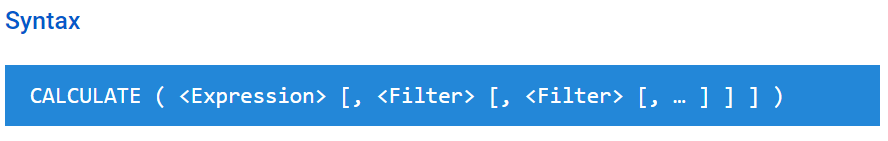 Syntax
CALCULATE ( <Expression> [, <Filter> [, <Filter> [, … ] ] ] )